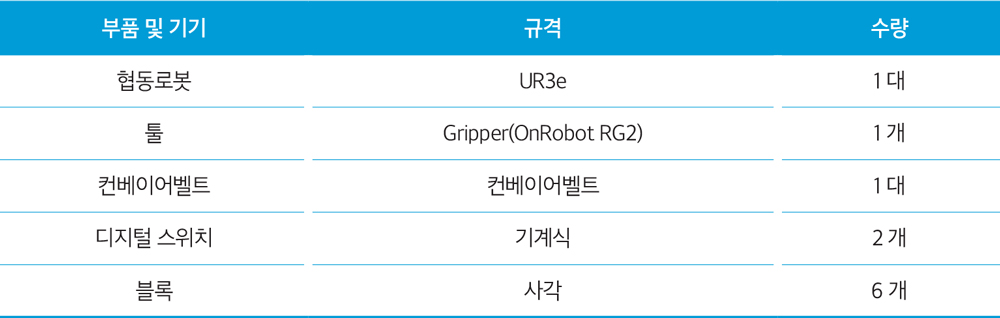 부품 및 기기 규격 수량
협동로봇 UR3e 1 대
툴 Gripper(OnRobot RG2) 1 개
컨베이어벨트 컨베이어벨트 1 대
디지털 스위치 기계식 2 개
블록 사각 6 개